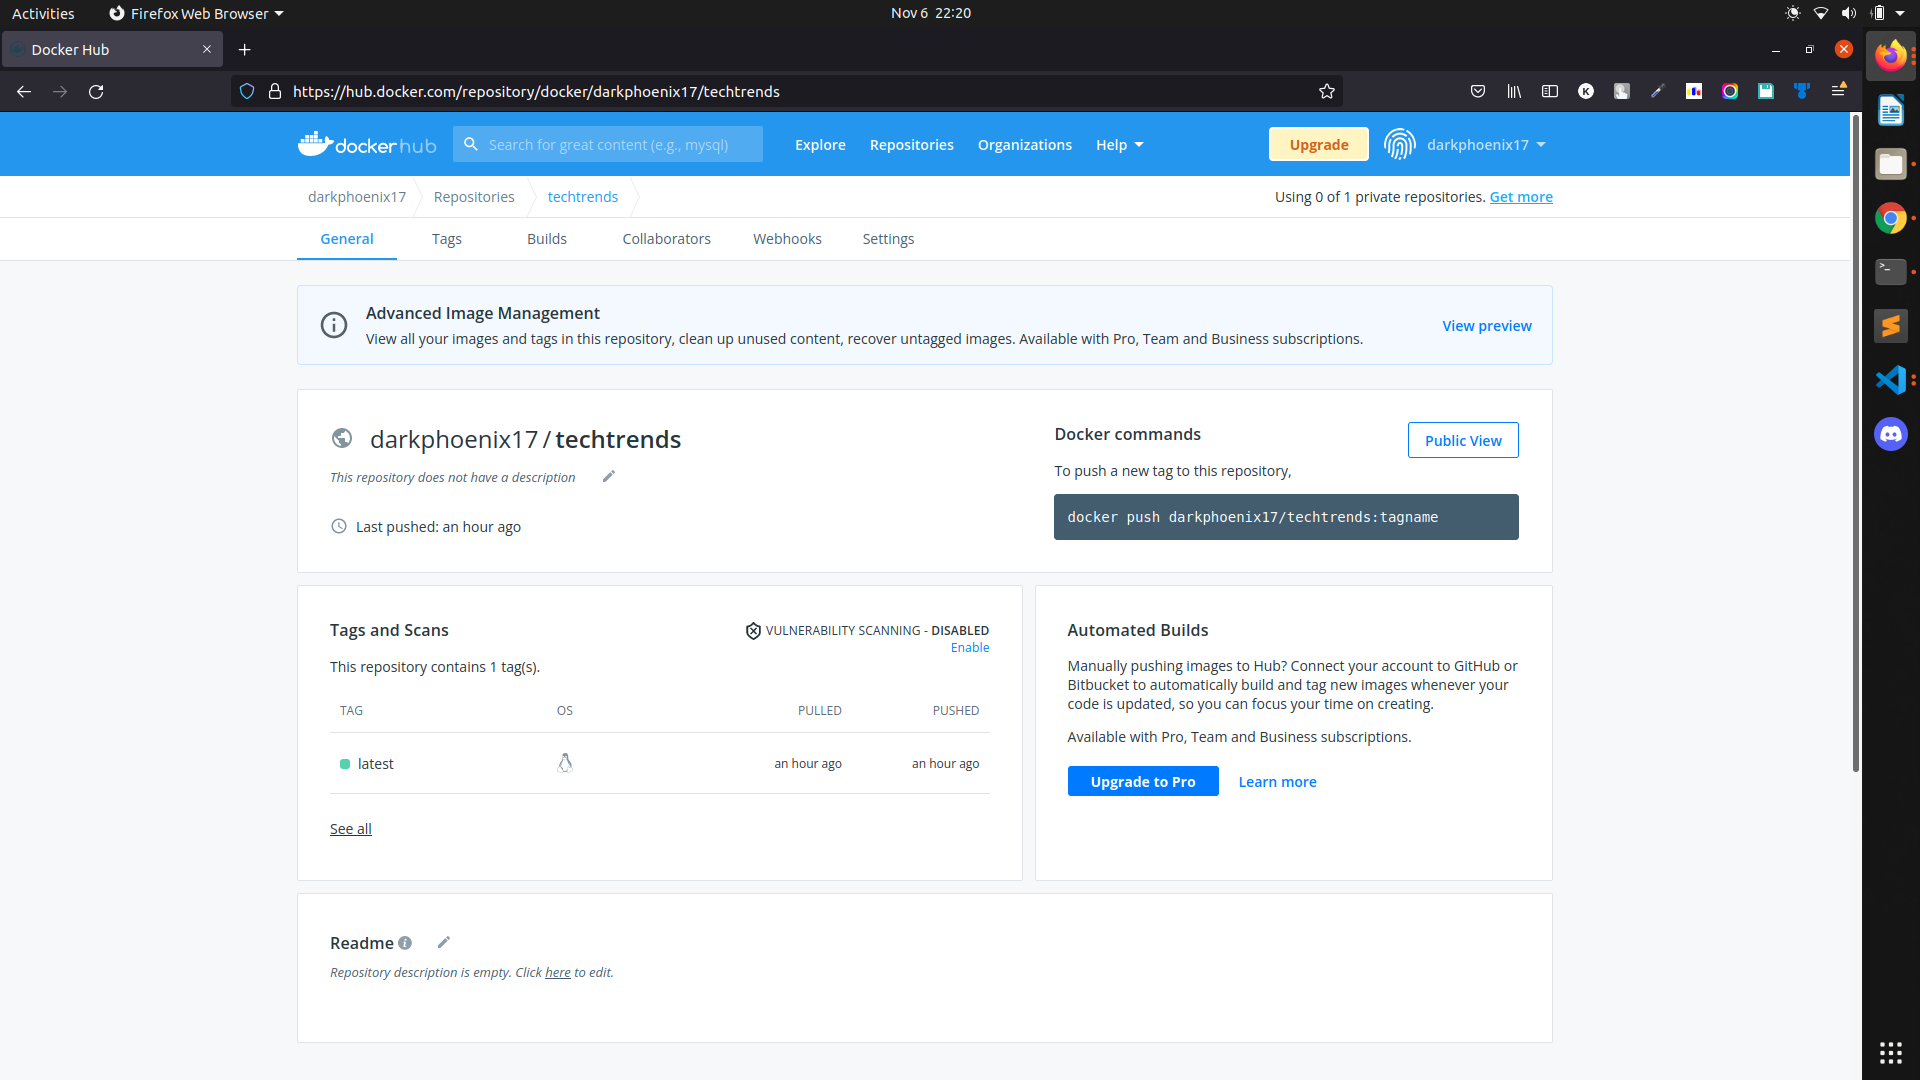 Activities Firefox Web Browser Nov 6 22:20
Docker Hub
https://hub.docker.com/repository/docker/darkphoenix17/techtrends
K
docker hub Search for great content (e.g., mysql) Explore Repositories Organizations Help Upgrade darkphoenix17
darkphoenix17 Repositories techtrends Using 0 of 1 private repositories. Get more
General Tags Builds Collaborators Webhooks Settings
Advanced Image Management
View all your images and tags in this repository, clean up unused content, recover untagged images. Available with Pro, Team and Business subscriptions.
View preview
darkphoenix17 / techtrends
This repository does not have a description
Last pushed: an hour ago
Docker commands
Public View
To push a new tag to this repository,
docker push darkphoenix17/techtrends:tagname
Tags and Scans
VULNERABILITY SCANNING - DISABLED
Enable
This repository contains 1 tag(s).
TAG OS PULLED PUSHED
latest an hour ago an hour ago
See all
Automated Builds
Manually pushing images to Hub? Connect your account to GitHub or
Bitbucket to automatically build and tag new images whenever your
code is updated, so you can focus your time on creating.
Available with Pro, Team and Business subscriptions.
Upgrade to Pro Learn more
Readme
Repository description is empty. Click here to edit.